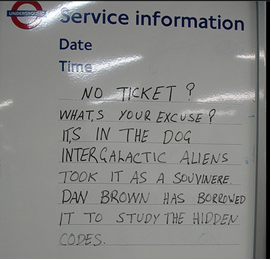 UNDERGROUND
Service information
Date
Time
NO TICKET?
WHAT,S YOUR EXCUSE?
IT,S IN THE DOG
INTERGALACTIC ALIENS
TOOK IT AS A SOUVINERE.
DAN BROWN HAS BORROWED
IT TO STUDY THE HIDDEN
CODES.